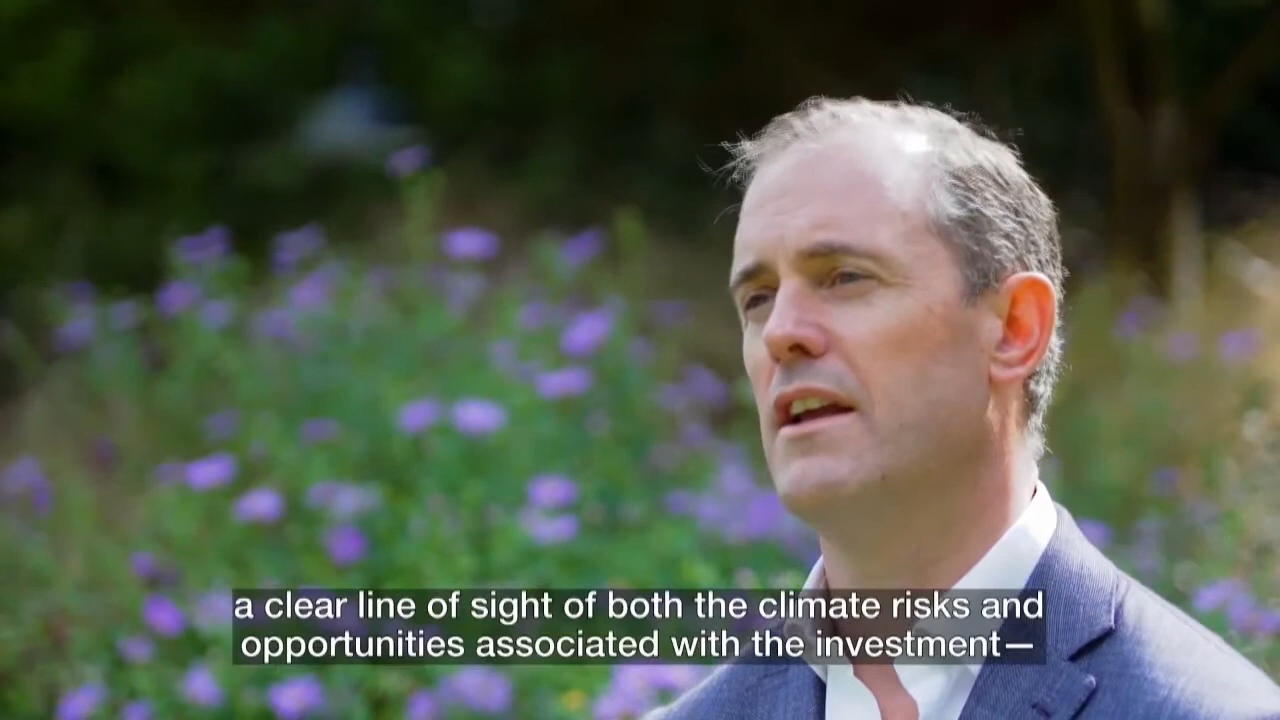 a clear line of sight of both the climate risks and
opportunities associated with the investment—